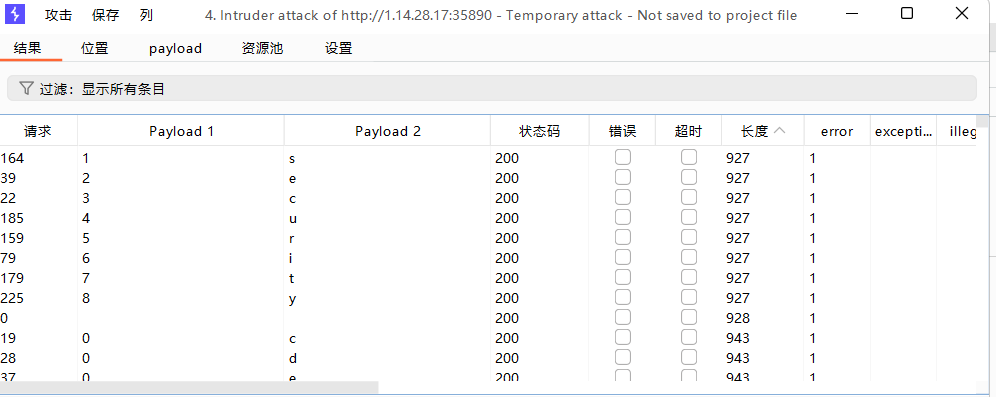 攻击 保存 列 4. Intruder attack of http://1.14.28.17:35890 - Temporary attack - Not saved to project file
结果 位置 payload 资源池 设置
过滤：显示所有条目
请求 Payload 1 Payload 2 状态码 错误 超时 长度 error excepti... illeg
164 1 s 200 927 1
39 2 e 200 927 1
22 3 c 200 927 1
185 4 u 200 927 1
159 5 r 200 927 1
79 6 i 200 927 1
179 7 t 200 927 1
225 8 y 200 927 1
0 200 928 1
19 0 c 200 943 1
28 0 d 200 943 1
37 0 e 200 943 1